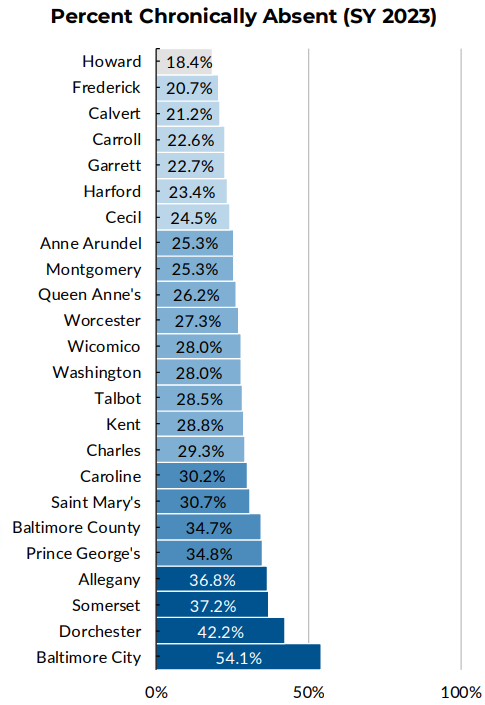 Percent Chronically Absent (SY 2023)
Howard 18.4%
Frederick 20.7%
Calvert 21.2%
Carroll 22.6%
Garrett 22.7%
Harford 23.4%
Cecil 24.5%
Anne Arundel 25.3%
Montgomery 25.3%
Queen Anne's 26.2%
Worcester 27.3%
Wicomico 28.0%
Washington 28.0%
Talbot 28.5%
Kent 28.8%
Charles 29.3%
Caroline 30.2%
Saint Mary's 30.7%
Baltimore County 34.7%
Prince George's 34.8%
Allegany 36.8%
Somerset 37.2%
Dorchester 42.2%
Baltimore City 54.1%
0% 50% 100%